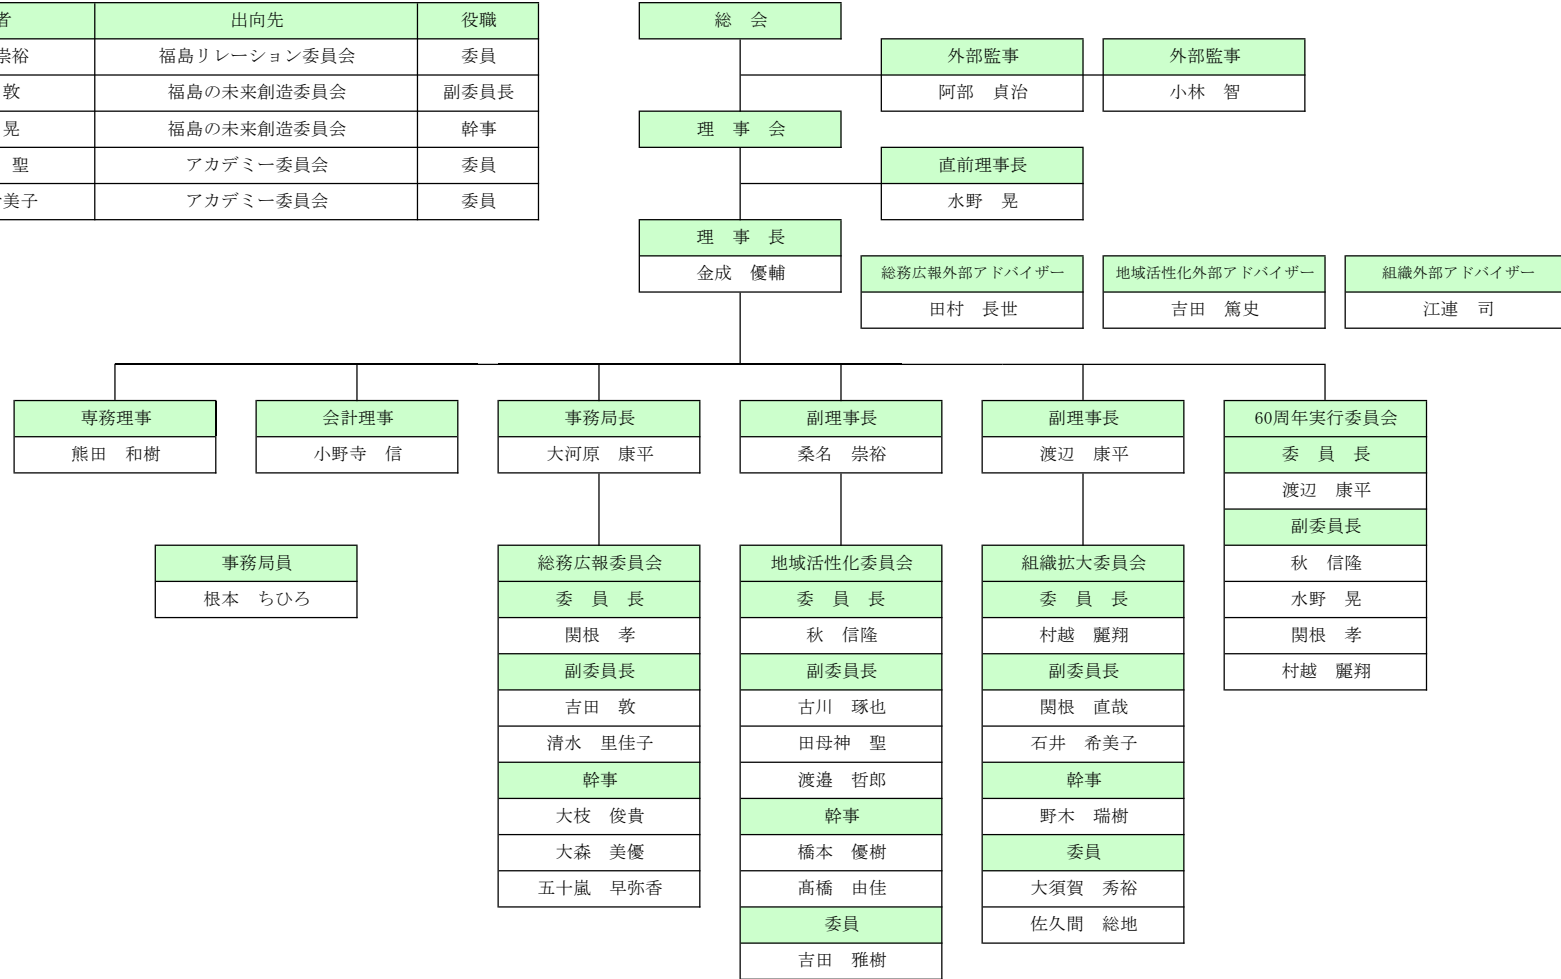 者 出向先 役職
崇裕 福島リレーション委員会 委員
敦 福島の未来創造委員会 副委員長
晃 福島の未来創造委員会 幹事
聖 アカデミー委員会 委員
美子 アカデミー委員会 委員
総　会
外部監事
阿部　貞治
外部監事
小林　智
理　事　会
直前理事長
水野　晃
理　事　長
金成　優輔
総務広報外部アドバイザー
田村　長世
地域活性化外部アドバイザー
吉田　篤史
組織外部アドバイザー
江連　司
専務理事
熊田　和樹
会計理事
小野寺　信
事務局長
大河原　康平
副理事長
桑名　崇裕
副理事長
渡辺　康平
60周年実行委員会
委　員　長
渡辺　康平
副委員長
秋　信隆
水野　晃
関根　孝
村越　麗翔
事務局員
根本　ちひろ
総務広報委員会
委　員　長
関根　孝
副委員長
吉田　敦
清水　里佳子
幹事
大枝　俊貴
大森　美優
五十嵐　早弥香
地域活性化委員会
委　員　長
秋　信隆
副委員長
古川　琢也
田母神　聖
渡邉　哲郎
幹事
橋本　優樹
髙橋　由佳
委員
吉田　雅樹
組織拡大委員会
委　員　長
村越　麗翔
副委員長
関根　直哉
石井　希美子
幹事
野木　瑞樹
委員
大須賀　秀裕
佐久間　総地